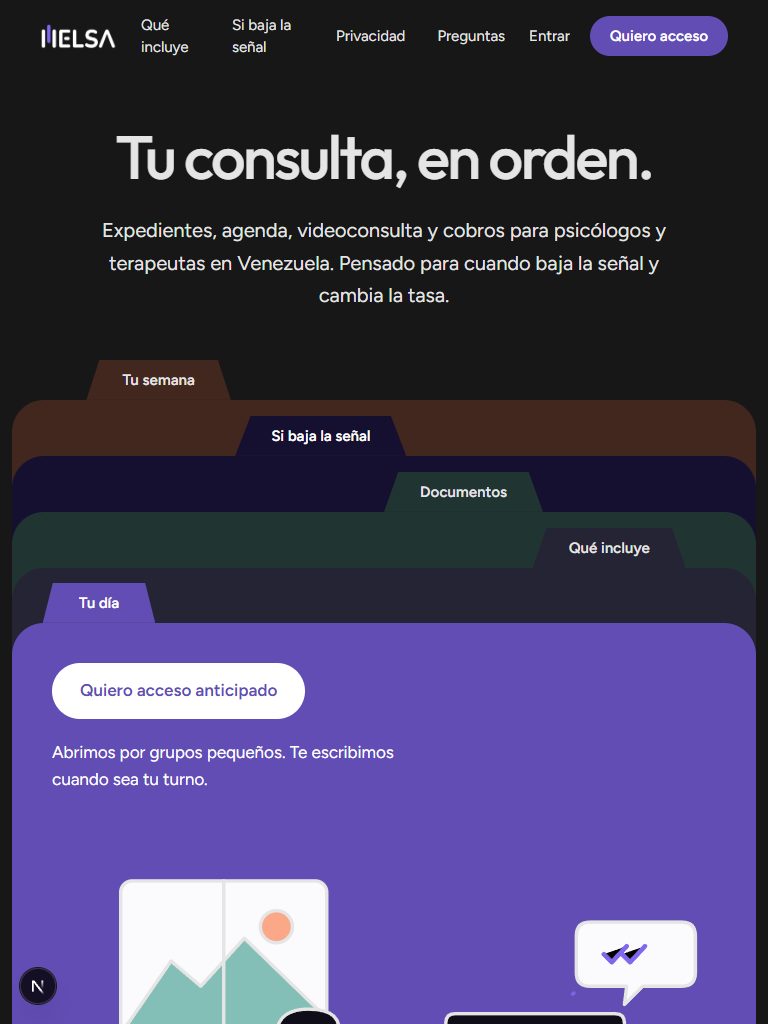 HELSA
Qué
incluye
Si baja la
señal
Privacidad
Preguntas
Entrar
Quiero acceso
Tu consulta, en orden.
Expedientes, agenda, videoconsulta y cobros para psicólogos y
terapeutas en Venezuela. Pensado para cuando baja la señal y
cambia la tasa.
Tu semana
Si baja la señal
Documentos
Qué incluye
Tu día
Quiero acceso anticipado
Abrimos por grupos pequeños. Te escribimos
cuando sea tu turno.
N